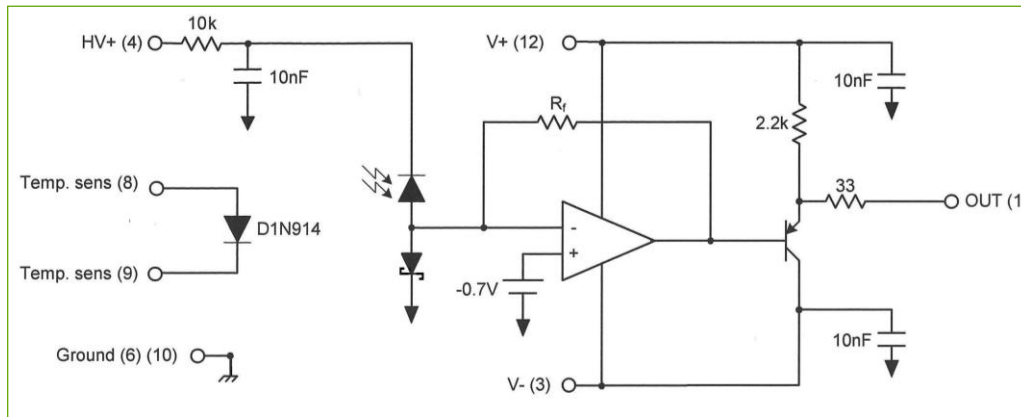 10k
HV+ (4)
10nF
V+ (12)
10nF
Rf
2.2k
Temp. sens (8)
D1N914
Temp. sens (9)
33
OUT (1
-
+
-0.7V
10nF
Ground (6) (10)
V- (3)